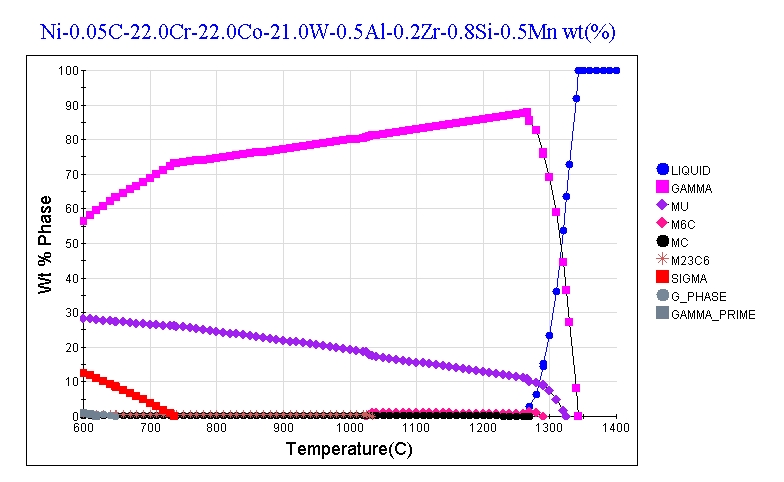 Ni-0.05C-22.0Cr-22.0Co-21.0W-0.5Al-0.2Zr-0.8Si-0.5Mn wt(%)
100
90
80
70
60
50
40
30
20
10
0
Wt % Phase
600 700 800 900 1000 1100 1200 1300 1400
Temperature(C)
LIQUID
GAMMA
MU
M6C
MC
M23C6
SIGMA
G_PHASE
GAMMA_PRIME